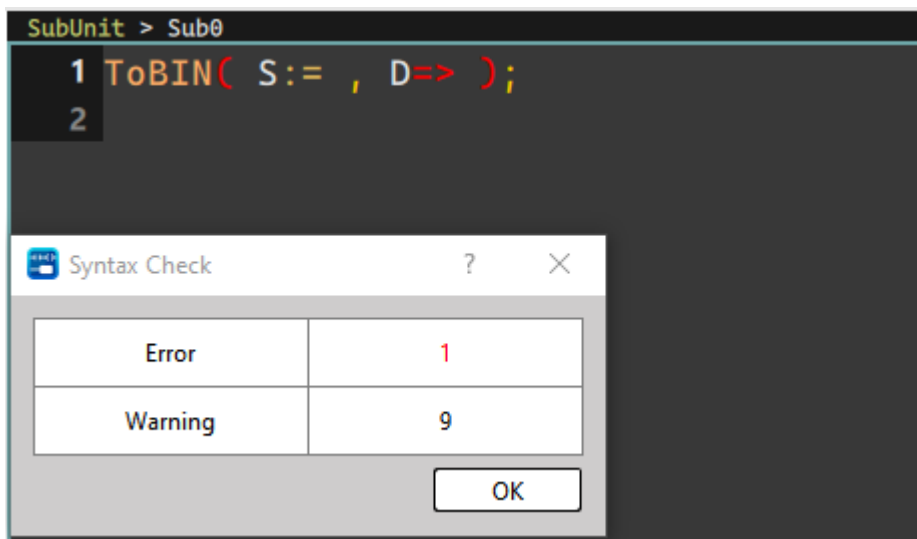 SubUnit > Sub0
1 ToBIN( S:= , D=> );
2
Syntax Check ? ×
Error 1
Warning 9
OK